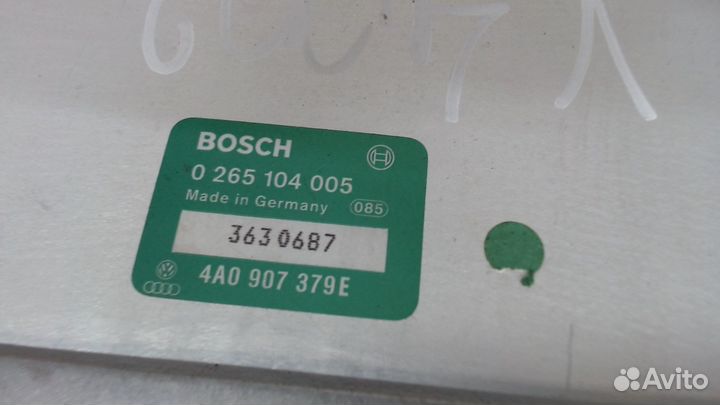 BOSCH
0 265 104 005
Made in Germany 085
3630687
4A0 907 379E
Avito